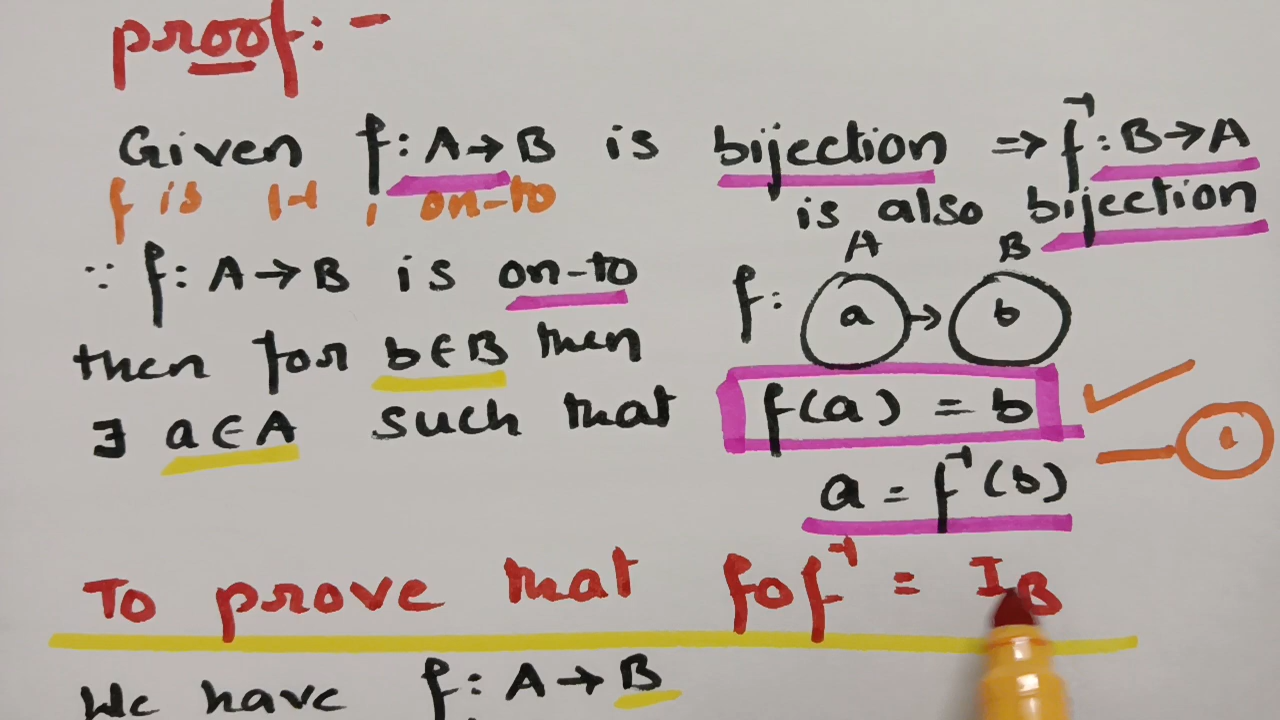 proof:-
Given f: A→B is bijection ⇒ f⁻¹: B→A
f is 1-1, on-to
is also bijection
∵ f: A→B is on-to
A B
f: a → b
then for b∈B then
∃ a∈A such that f(a) = b
1
a = f⁻¹(b)
To prove that fof⁻¹ = I_B
We have f: A→B